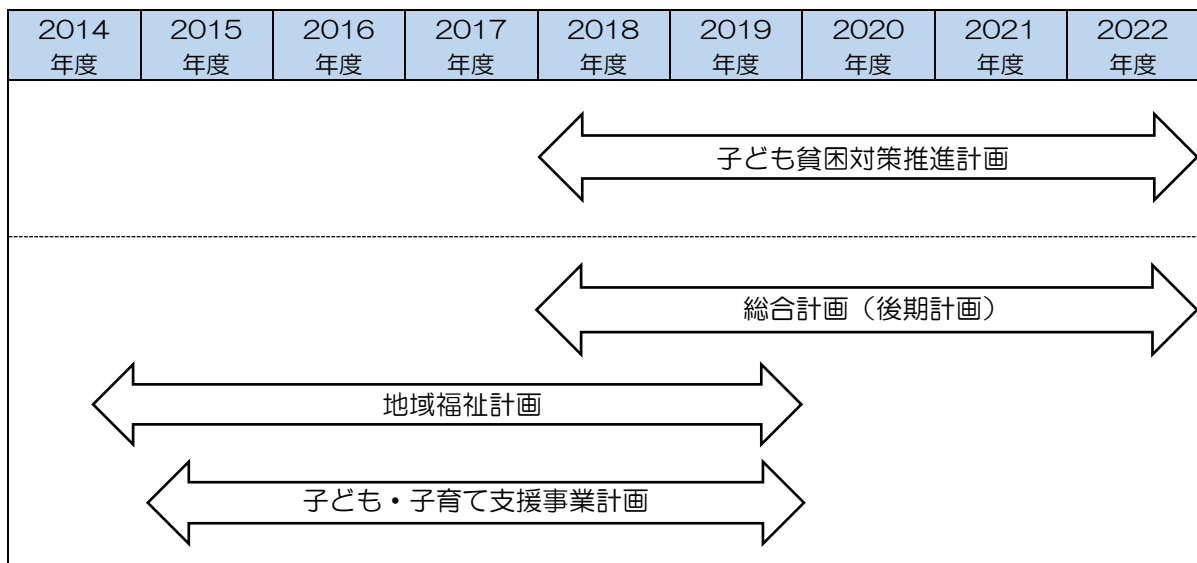 2014 2015 2016 2017 2018 2019 2020 2021 2022
年度 年度 年度 年度 年度 年度 年度 年度 年度
子ども貧困対策推進計画
総合計画(後期計画)
地域福祉計画
子ども・子育て支援事業計画